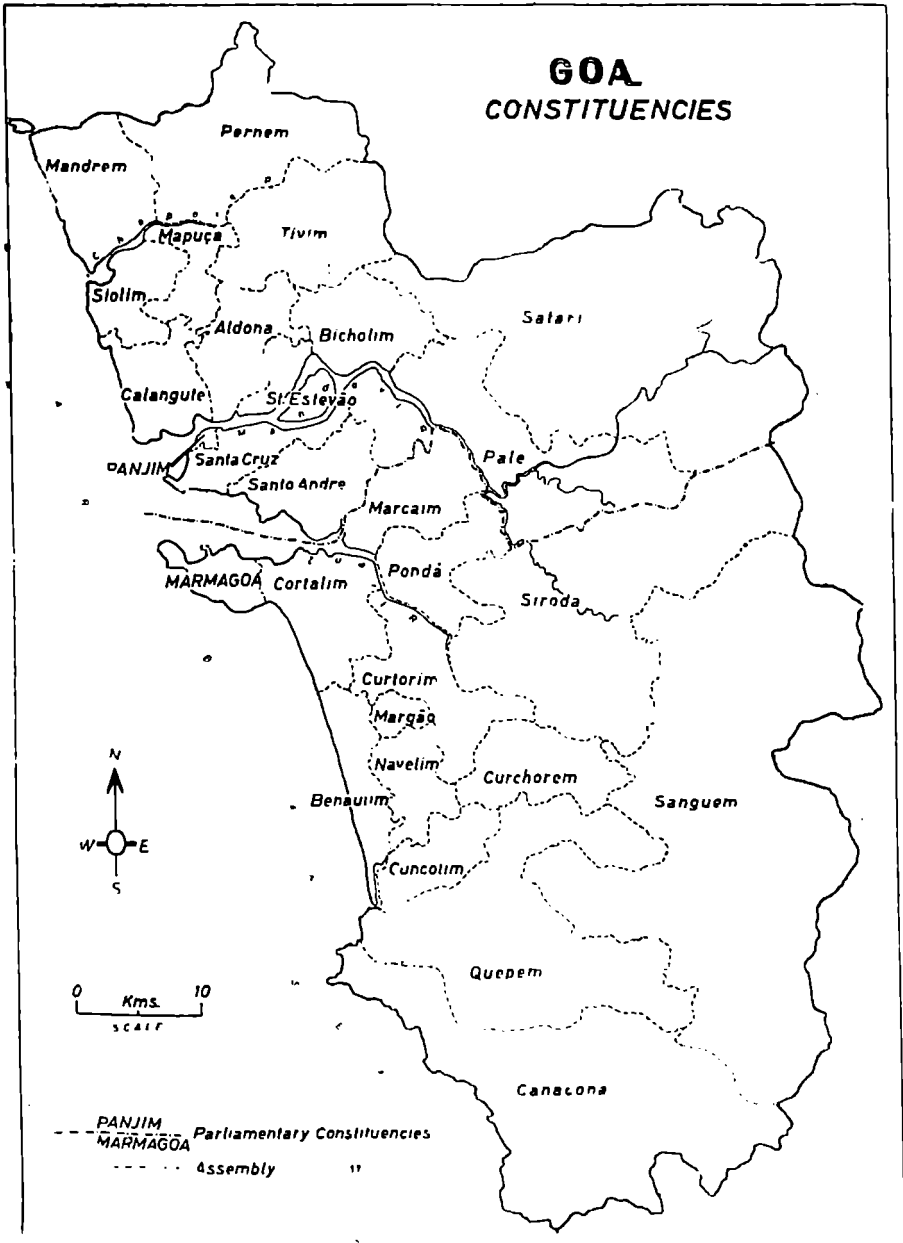 GOA
CONSTITUENCIES
Pernem
Mandrem
Mapuça
Tivim
Siolim
Satari
Aldona
Bicholim
Calangute
St. Estevão
PANJIM
Santa Cruz
Pale
Santo Andre
Marcaim
MARMAGOA
Cortalim
Pondá
Siroda
Curtorim
Margão
Navelim
Curchorem
Benaulim
Sanguem
Cuncolim
Quepem
Canacona
N
W E
S
0 Kms. 10
SCALE
PANJIM
MARMAGOA Parliamentary Constituencies
Assembly "